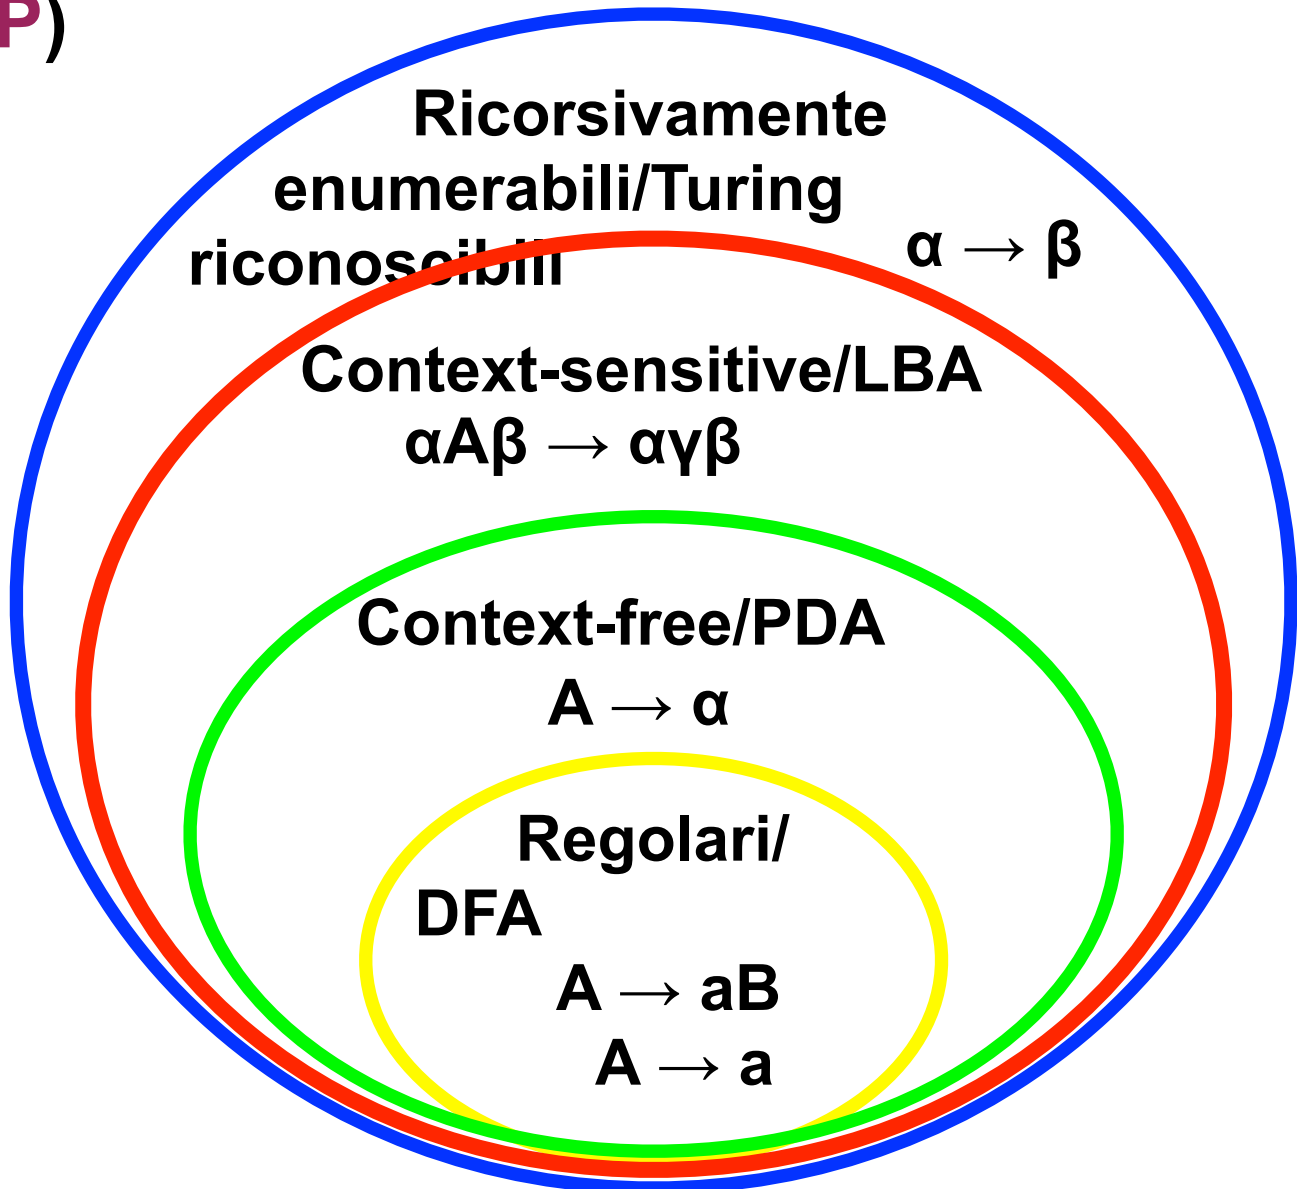 P)
Ricorsivamente
enumerabili/Turing
riconoscibili
α → β
Context-sensitive/LBA
αAβ → αγβ
Context-free/PDA
A → α
Regolari/
DFA
A → aB
A → a